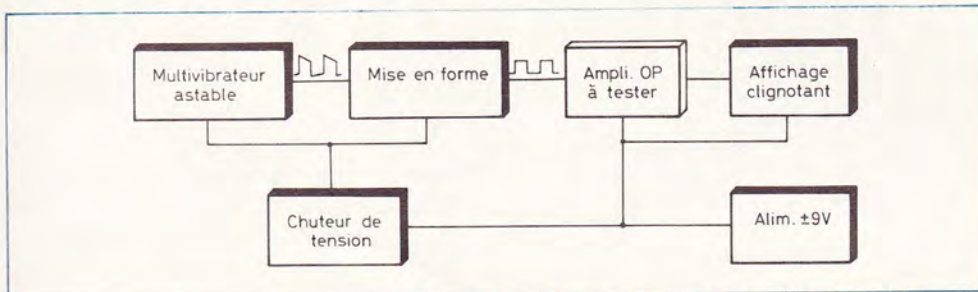 Multivibrateur
astable
Mise en forme
Ampli. OP
à tester
Affichage
clignotant
Chuteur de
tension
Alim. ±9V